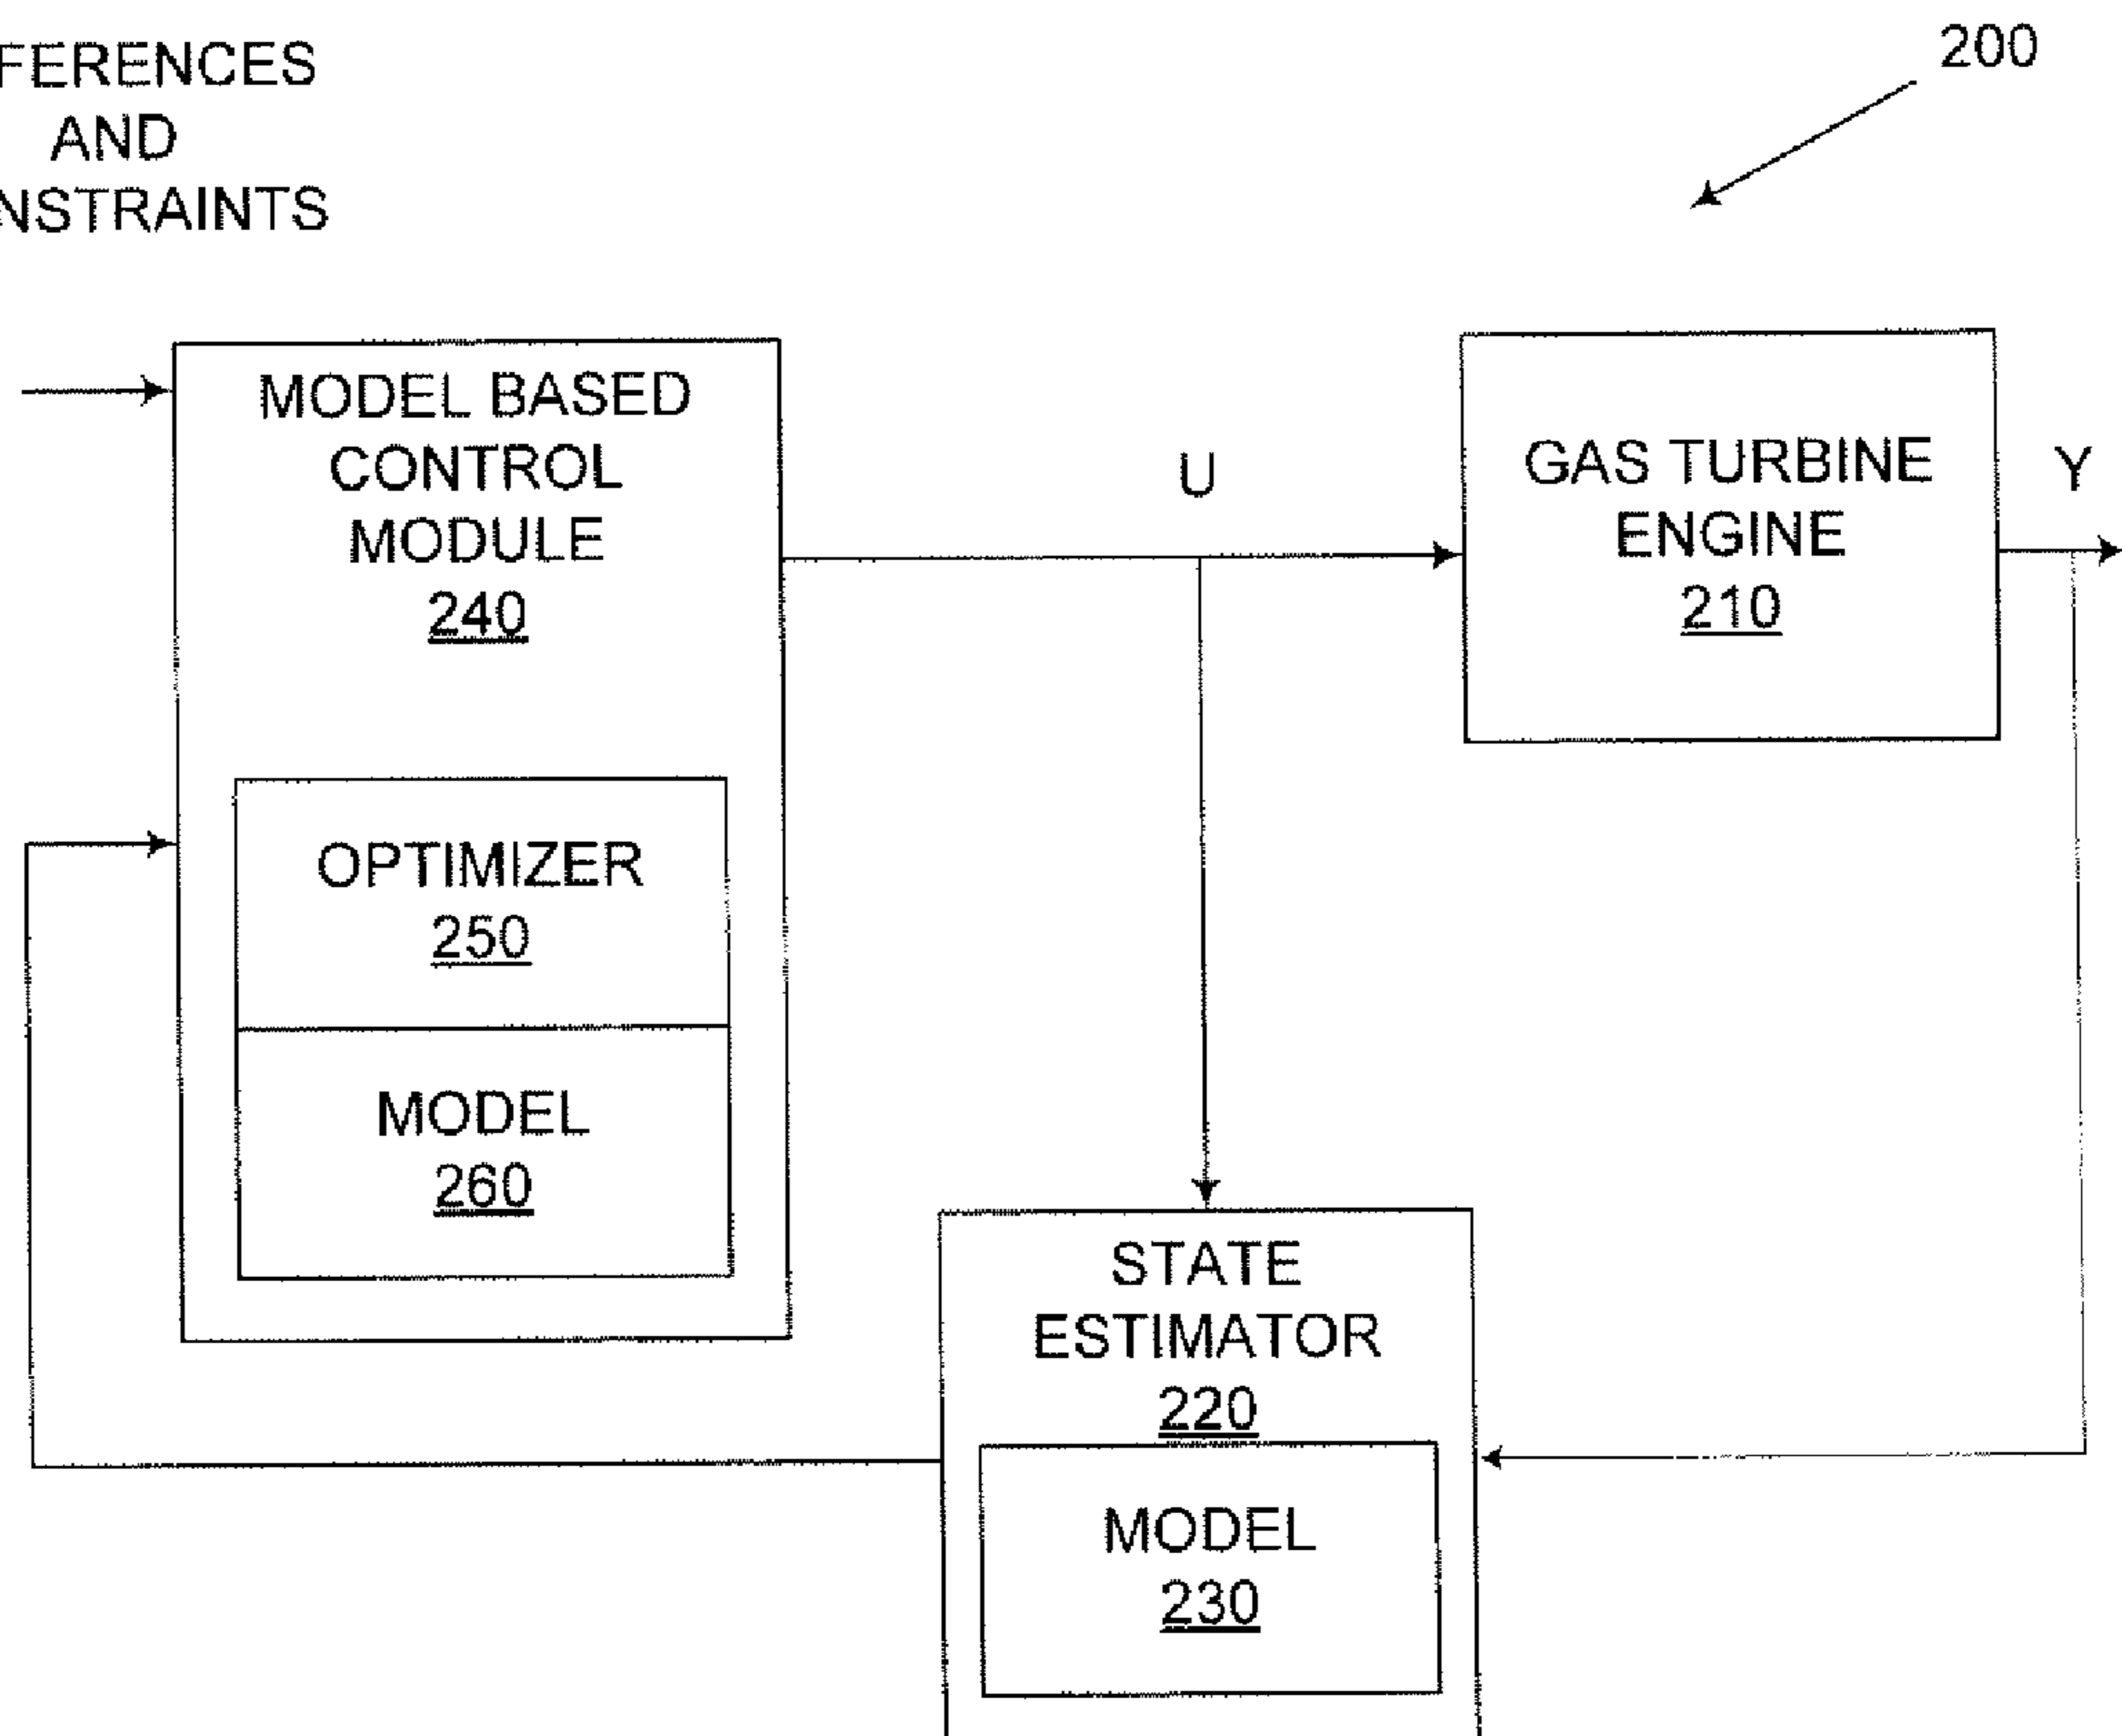 FERENCES
AND
NSTRAINTS
200
MODEL BASED
CONTROL
MODULE
240
U
GAS TURBINE
ENGINE
210
Y
OPTIMIZER
250
MODEL
260
STATE
ESTIMATOR
220
MODEL
230